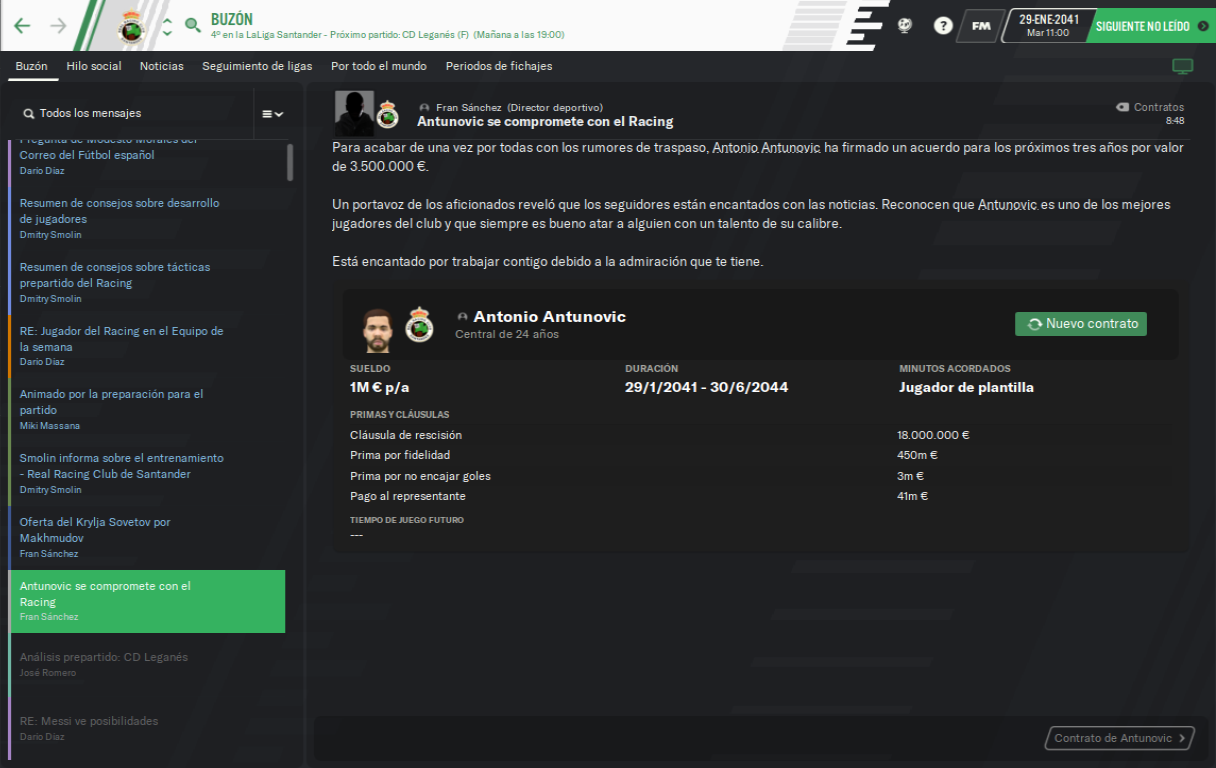 BUZÓN
4º en la LaLiga Santander - Próximo partido: CD Leganés (F) (Mañana a las 19:00)
?
FM
29-ENE-2041
Mar 11:00
SIGUIENTE NO LEÍDO
Buzón
Hilo social
Noticias
Seguimiento de ligas
Por todo el mundo
Periodos de fichajes
Todos los mensajes
Pregunta de Modesto Morales del
Correo del Fútbol español
Darío Díaz
Resumen de consejos sobre desarrollo
de jugadores
Dmitry Smolin
Resumen de consejos sobre tácticas
prepartido del Racing
Dmitry Smolin
RE: Jugador del Racing en el Equipo de
la semana
Darío Díaz
Animado por la preparación para el
partido
Miki Massana
Smolin informa sobre el entrenamiento
- Real Racing Club de Santander
Dmitry Smolin
Oferta del Krylja Sovetov por
Makhmudov
Fran Sánchez
Antunovic se compromete con el
Racing
Fran Sánchez
Análisis prepartido: CD Leganés
José Romero
RE: Messi ve posibilidades
Darío Díaz
Fran Sánchez (Director deportivo)
Antunovic se compromete con el Racing
Contratos
8:48
Para acabar de una vez por todas con los rumores de traspaso, Antonio Antunovic ha firmado un acuerdo para los próximos tres años por valor
de 3.500.000 €.
Un portavoz de los aficionados reveló que los seguidores están encantados con las noticias. Reconocen que Antunovic es uno de los mejores
jugadores del club y que siempre es bueno atar a alguien con un talento de su calibre.
Está encantado por trabajar contigo debido a la admiración que te tiene.
Antonio Antunovic
Central de 24 años
Nuevo contrato
SUELDO
DURACIÓN
MINUTOS ACORDADOS
1M € p/a
29/1/2041 - 30/6/2044
Jugador de plantilla
PRIMAS Y CLÁUSULAS
Cláusula de rescisión
18.000.000 €
Prima por fidelidad
450m €
Prima por no encajar goles
3m €
Pago al representante
41m €
TIEMPO DE JUEGO FUTURO
---
Contrato de Antunovic